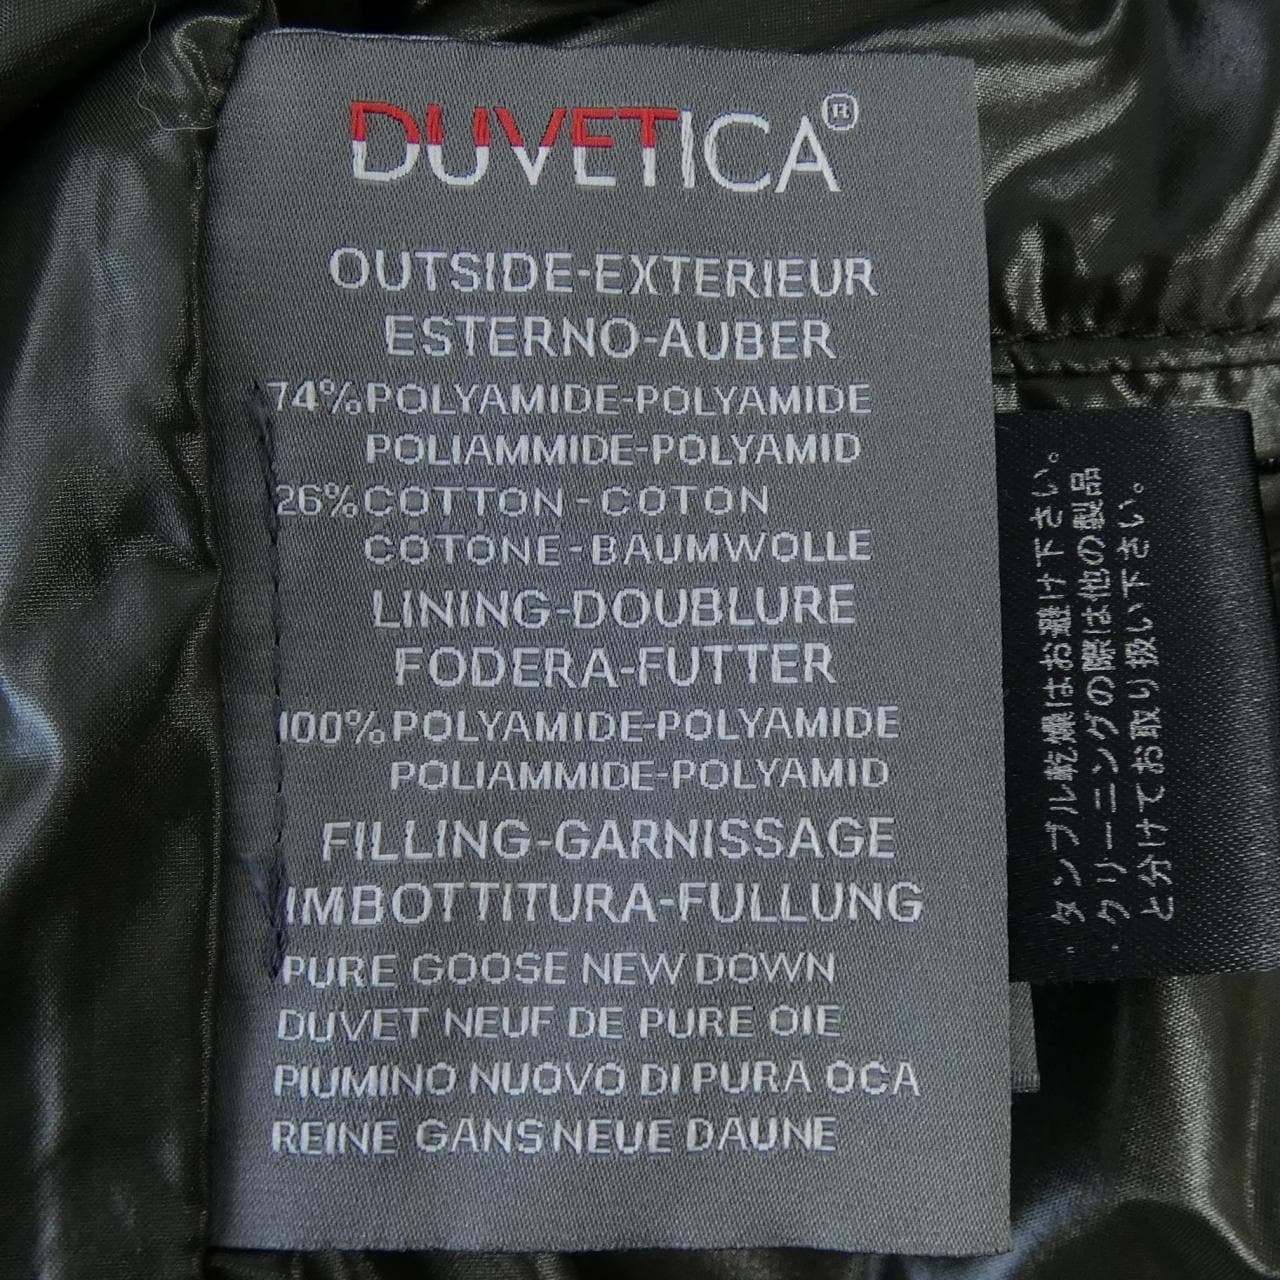 DUVETICA®
OUTSIDE-EXTERIEUR
ESTERNO-AUBER
74% POLYAMIDE-POLYAMIDE
POLIAMMIDE-POLYAMID
26% COTTON-COTON
COTONE-BAUMWOLLE
LINING-DOUBLURE
FODERA-FUTTER
100% POLYAMIDE-POLYAMIDE
POLIAMMIDE-POLYAMID
FILLING-GARNISSAGE
IMBOTTITURA-FULLUNG
PURE GOOSE NEW DOWN
DUVET NEUF DE PURE OIE
PIUMINO NUOVO DI PURA OCA
REINE GANS NEUE DAUNE
・タンブル乾燥はお避け下さい。
・クリーニングの際は他の製品
と分けてお取り扱い下さい。